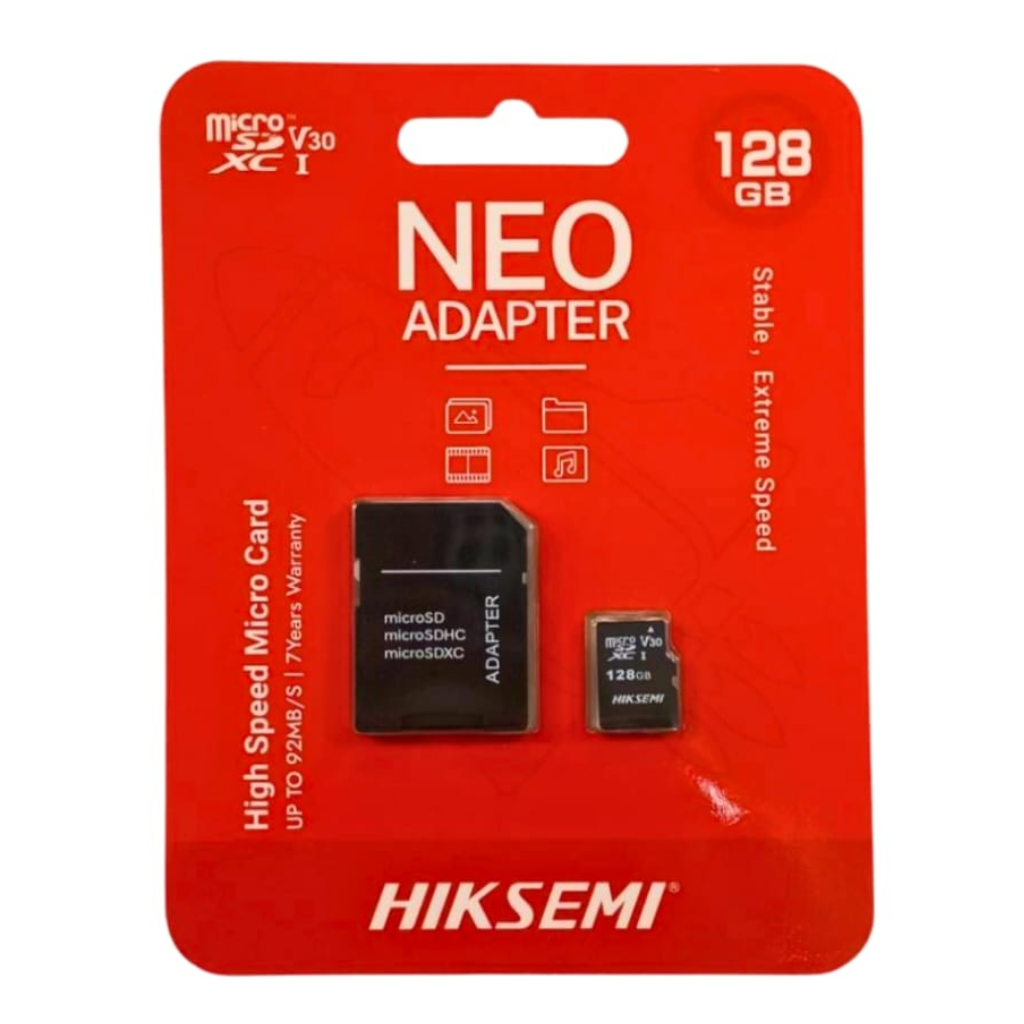 micro SD XC I V30
128 GB
NEO
ADAPTER
Stable, Extreme Speed
High Speed Micro Card
UP TO 92MB/S | 7Years Warranty
microSD
microSDHC
microSDXC
ADAPTER
micro SD XC I V30
128GB
HIKSEMI
HIKSEMI®